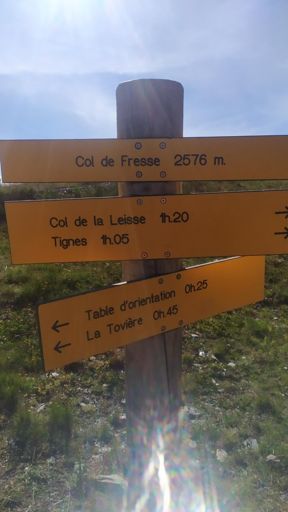 Col de Fresse 2576 m.
Col de la Leisse 1h.20
Tignes 1h.05
Table d'orientation 0h.25
La Tovière 0h.45